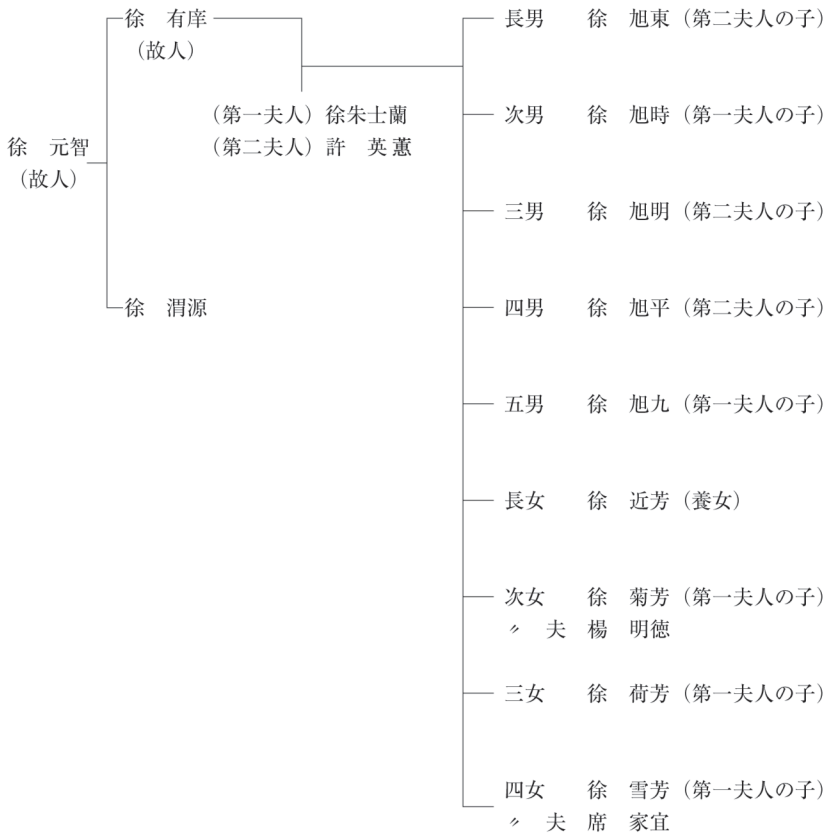 徐　有庠
（故人）
（第一夫人）徐朱士蘭
（第二夫人）許　英蕙
徐　元智
（故人）
徐　渭源
長男　徐　旭東（第二夫人の子）
次男　徐　旭時（第一夫人の子）
三男　徐　旭明（第二夫人の子）
四男　徐　旭平（第二夫人の子）
五男　徐　旭九（第一夫人の子）
長女　徐　近芳（養女）
次女　徐　菊芳（第一夫人の子）
〃　夫　楊　明徳
三女　徐　荷芳（第一夫人の子）
四女　徐　雪芳（第一夫人の子）
〃　夫　席　家宜